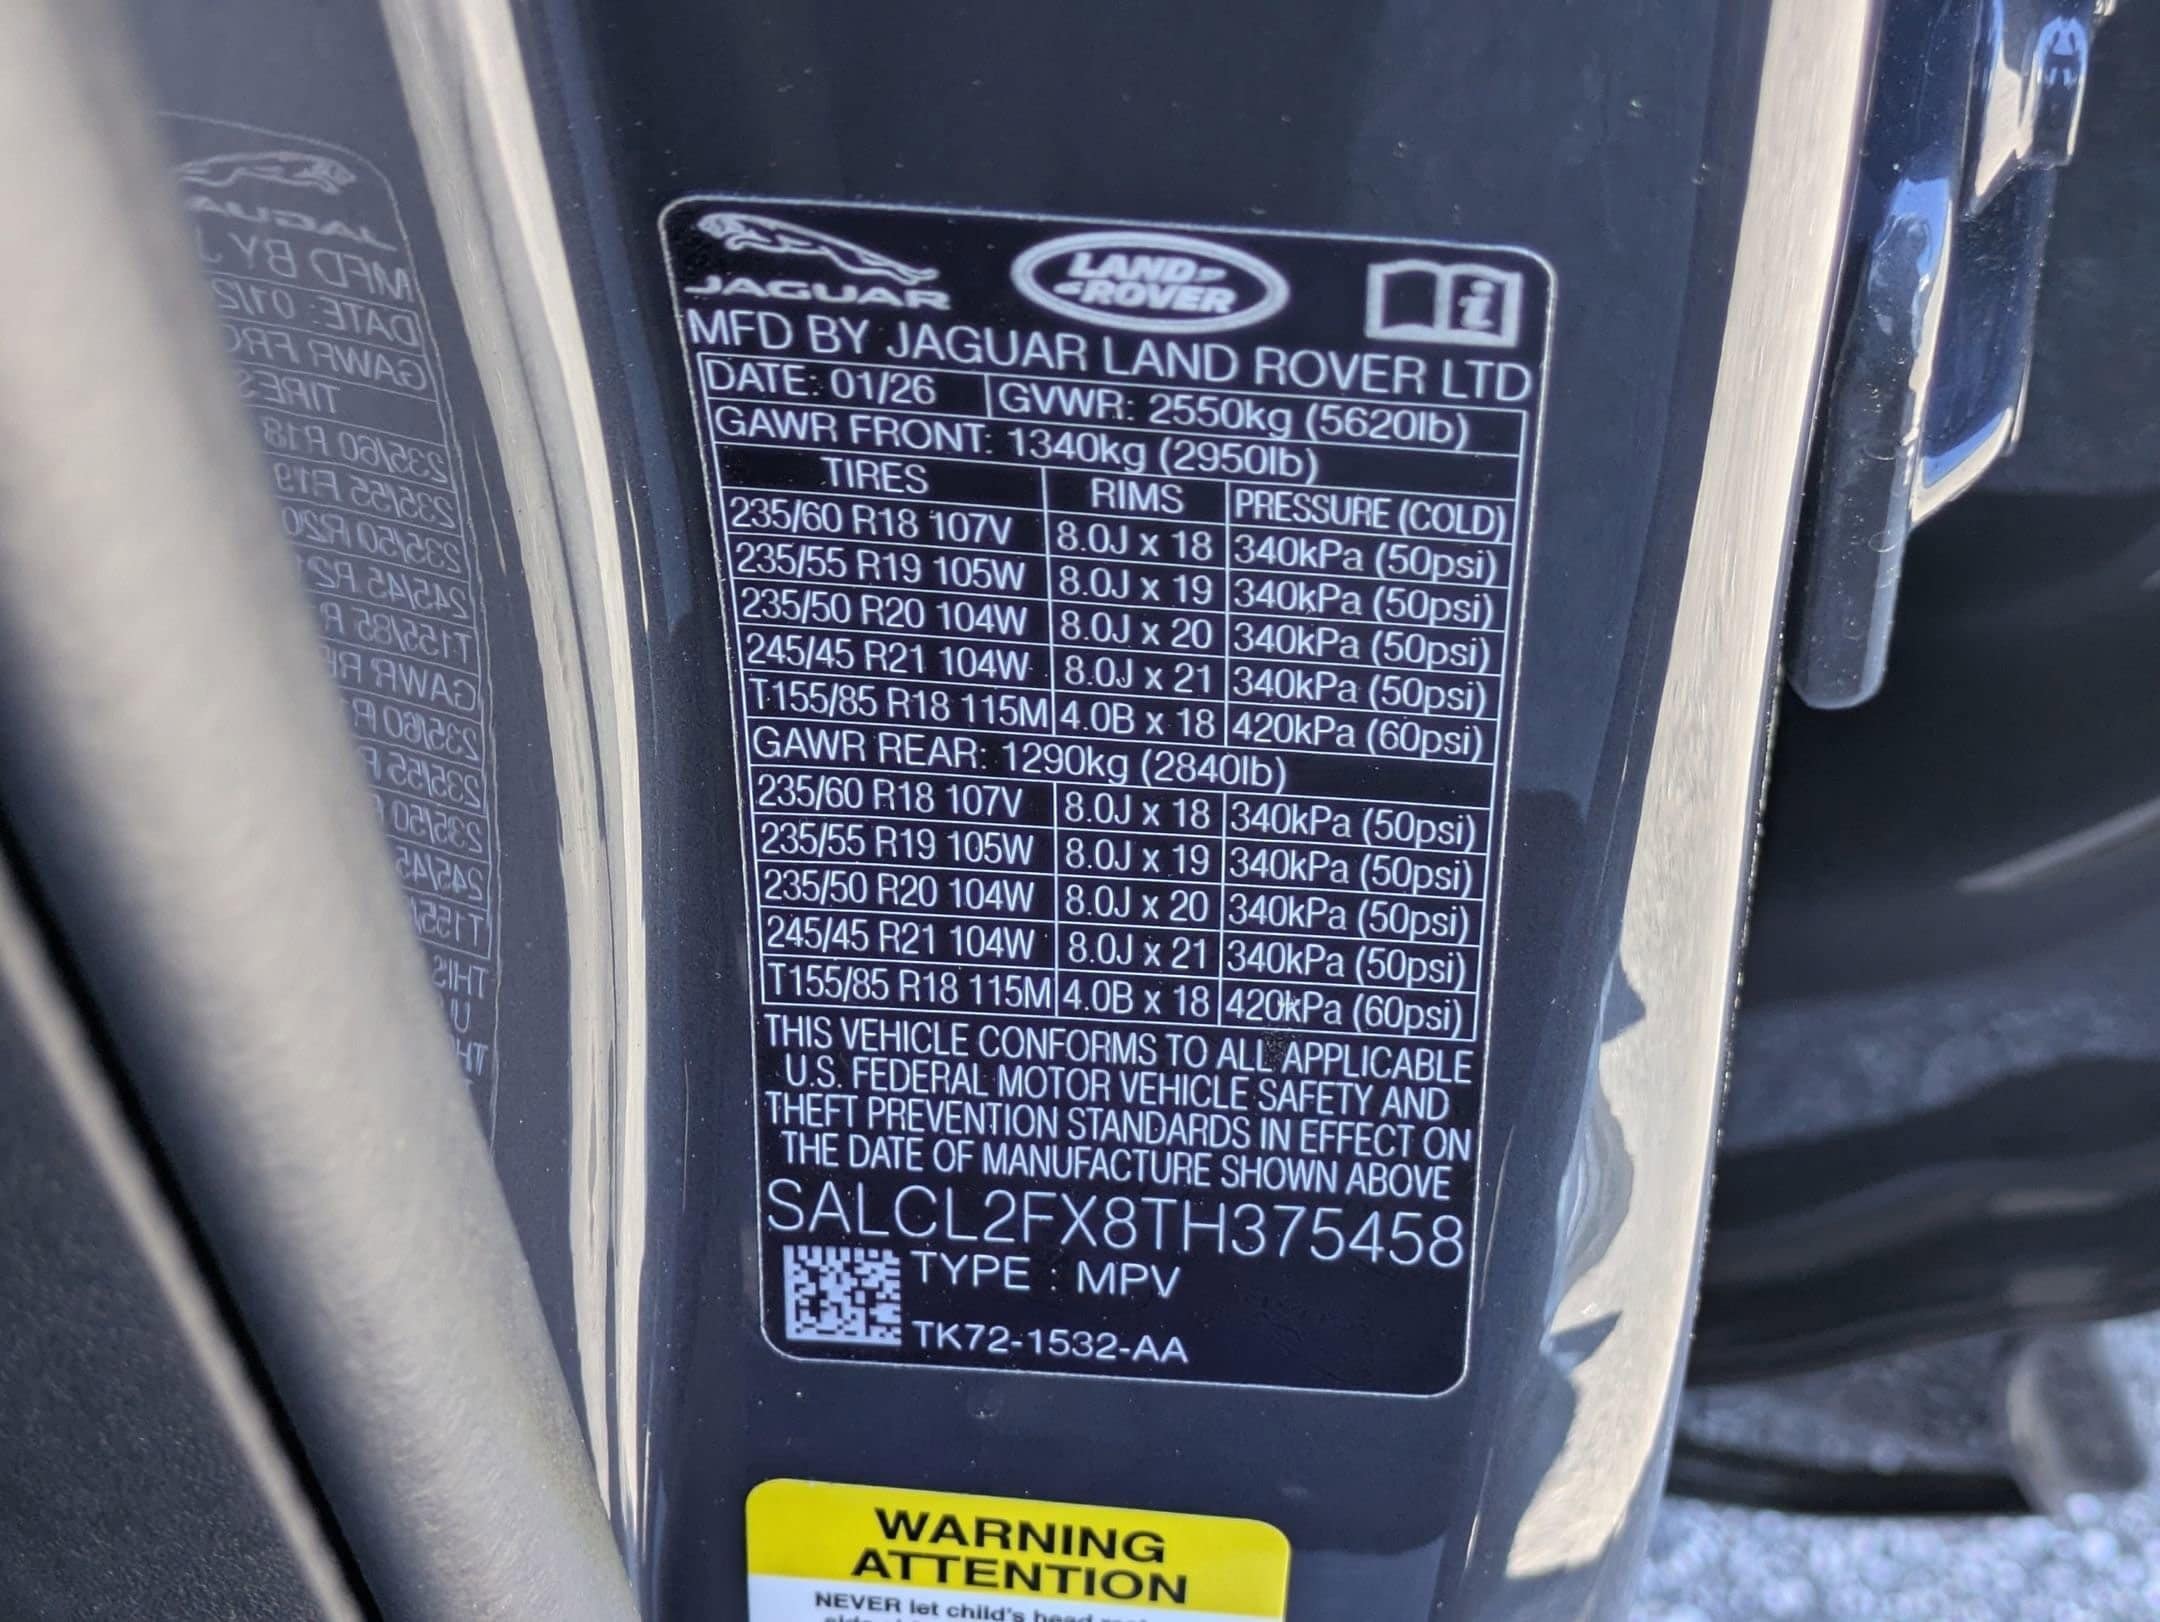 JAGUAR
LAND ROVER
i
MFD BY JAGUAR LAND ROVER LTD
DATE: 01/26 GVWR: 2550kg (5620lb)
GAWR FRONT: 1340kg (2950lb)
TIRES RIMS PRESSURE (COLD)
235/60 R18 107V 8.0J x 18 340kPa (50psi)
235/55 R19 105W 8.0J x 19 340kPa (50psi)
235/50 R20 104W 8.0J x 20 340kPa (50psi)
245/45 R21 104W 8.0J x 21 340kPa (50psi)
T155/85 R18 115M 4.0B x 18 420kPa (60psi)
GAWR REAR: 1290kg (2840lb)
235/60 R18 107V 8.0J x 18 340kPa (50psi)
235/55 R19 105W 8.0J x 19 340kPa (50psi)
235/50 R20 104W 8.0J x 20 340kPa (50psi)
245/45 R21 104W 8.0J x 21 340kPa (50psi)
T155/85 R18 115M 4.0B x 18 420kPa (60psi)
THIS VEHICLE CONFORMS TO ALL APPLICABLE
U.S. FEDERAL MOTOR VEHICLE SAFETY AND
THEFT PREVENTION STANDARDS IN EFFECT ON
THE DATE OF MANUFACTURE SHOWN ABOVE
SALCL2FX8TH375458
TYPE : MPV
TK72-1532-AA
WARNING
ATTENTION
NEVER let child's head